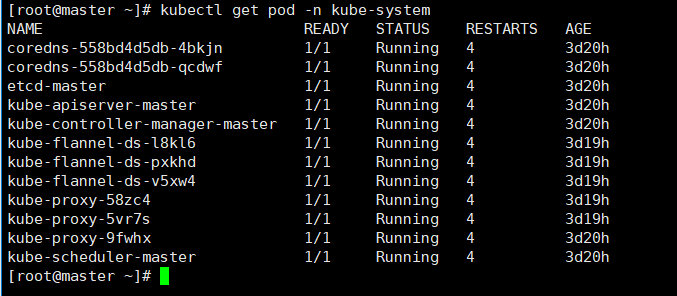 [root@master ~]# kubectl get pod -n kube-system
NAME READY STATUS RESTARTS AGE
coredns-558bd4d5db-4bkjn 1/1 Running 4 3d20h
coredns-558bd4d5db-qcdwf 1/1 Running 4 3d20h
etcd-master 1/1 Running 4 3d20h
kube-apiserver-master 1/1 Running 4 3d20h
kube-controller-manager-master 1/1 Running 4 3d20h
kube-flannel-ds-l8kl6 1/1 Running 4 3d19h
kube-flannel-ds-pxkhd 1/1 Running 4 3d19h
kube-flannel-ds-v5xw4 1/1 Running 4 3d19h
kube-proxy-58zc4 1/1 Running 4 3d19h
kube-proxy-5vr7s 1/1 Running 4 3d19h
kube-proxy-9fwhx 1/1 Running 4 3d20h
kube-scheduler-master 1/1 Running 4 3d20h
[root@master ~]#